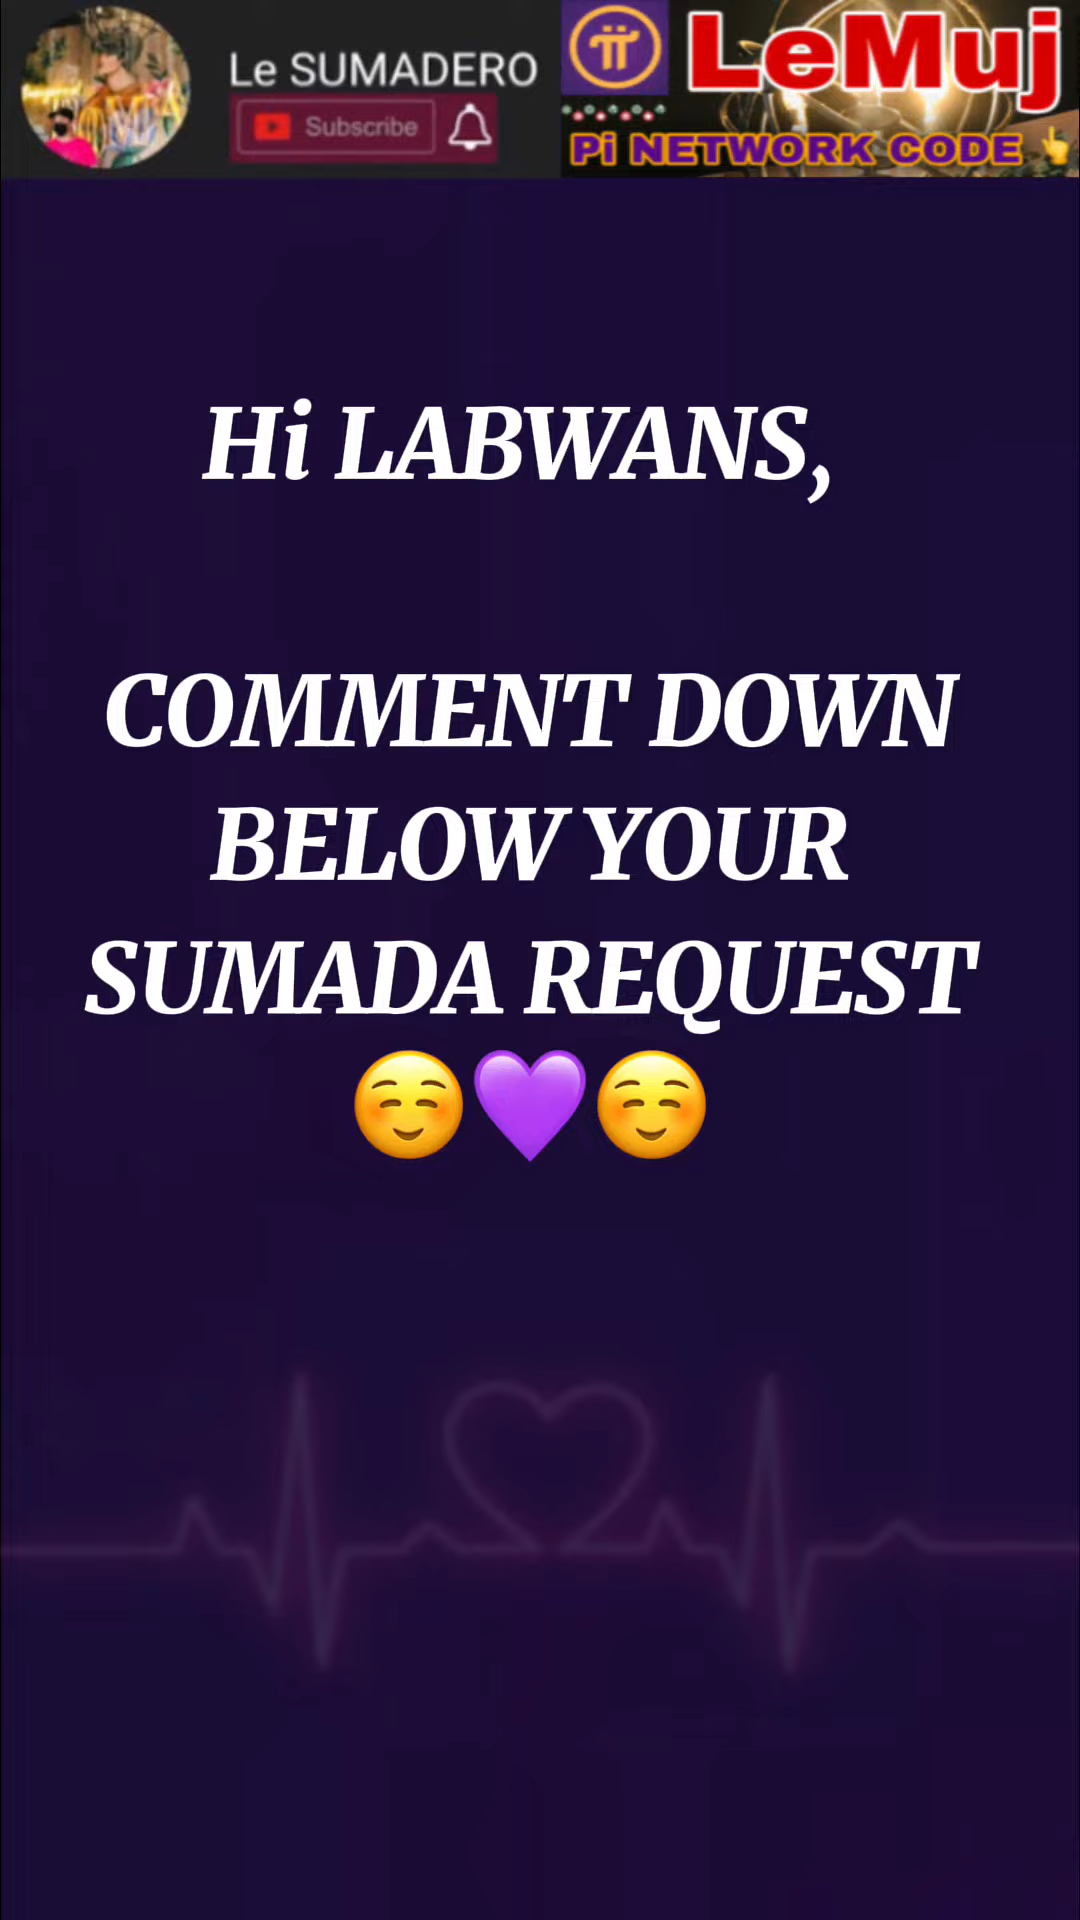 Le SUMADERO
Subscribe
LeMuj
Pi NETWORK CODE 👆
Hi LABWANS,
COMMENT DOWN
BELOW YOUR
SUMADA REQUEST
☺️💜☺️